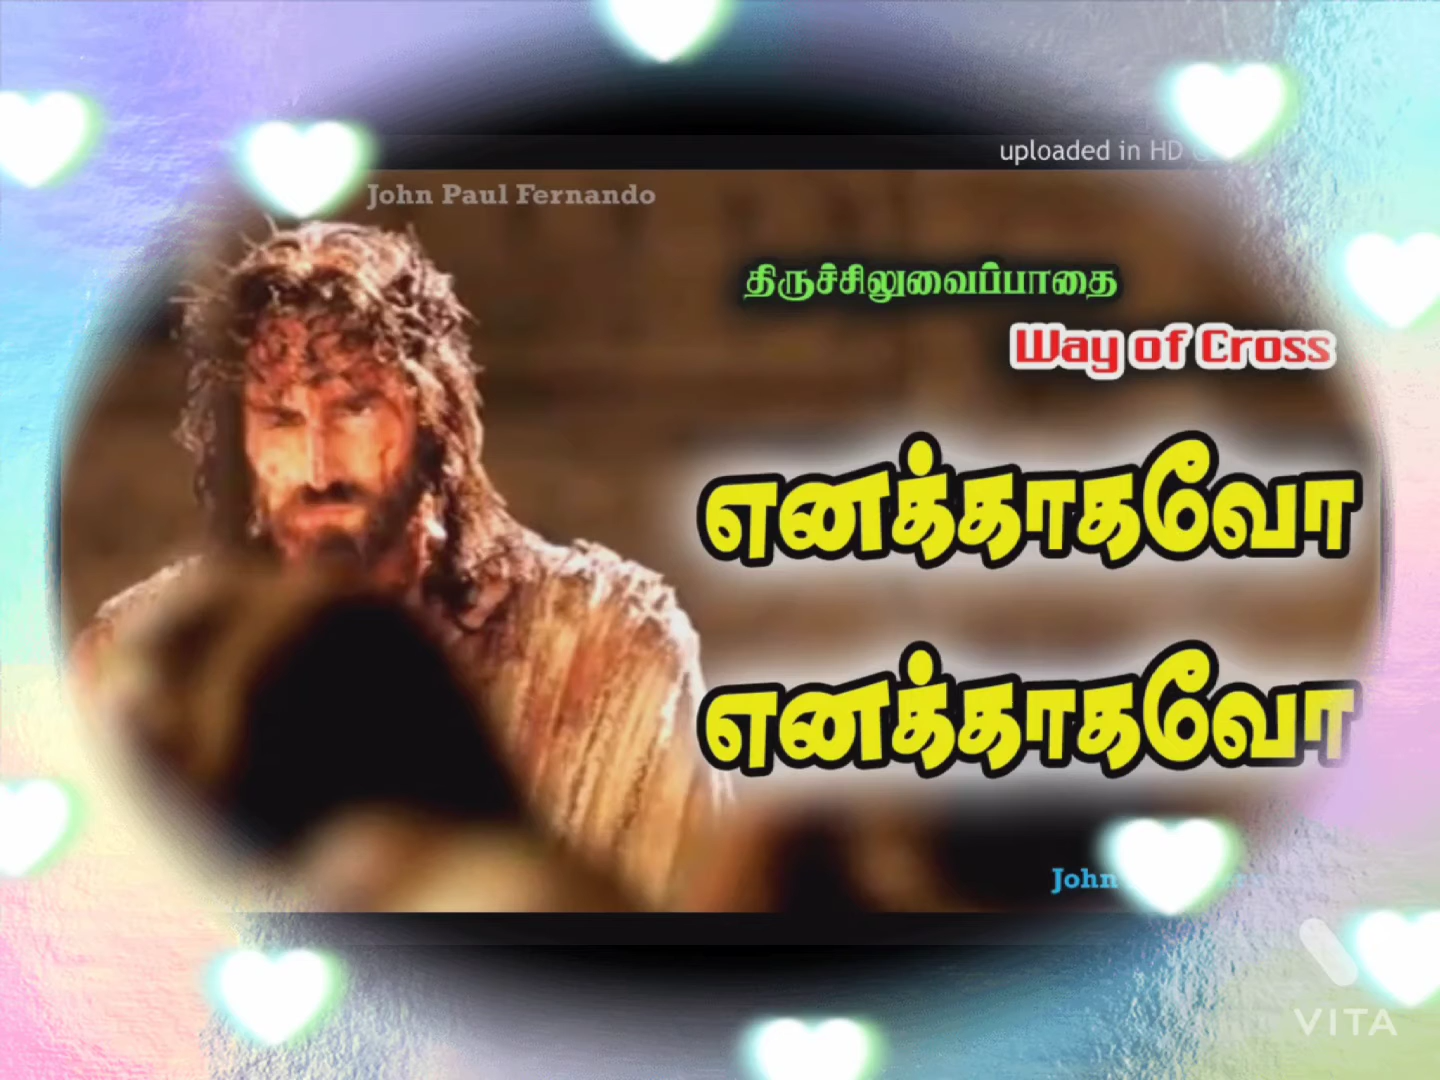 uploaded in HD
John Paul Fernando
திருச்சிலுவைப்பாதை
Way of Cross
எனக்காகவோ
எனக்காகவோ
John
VITA